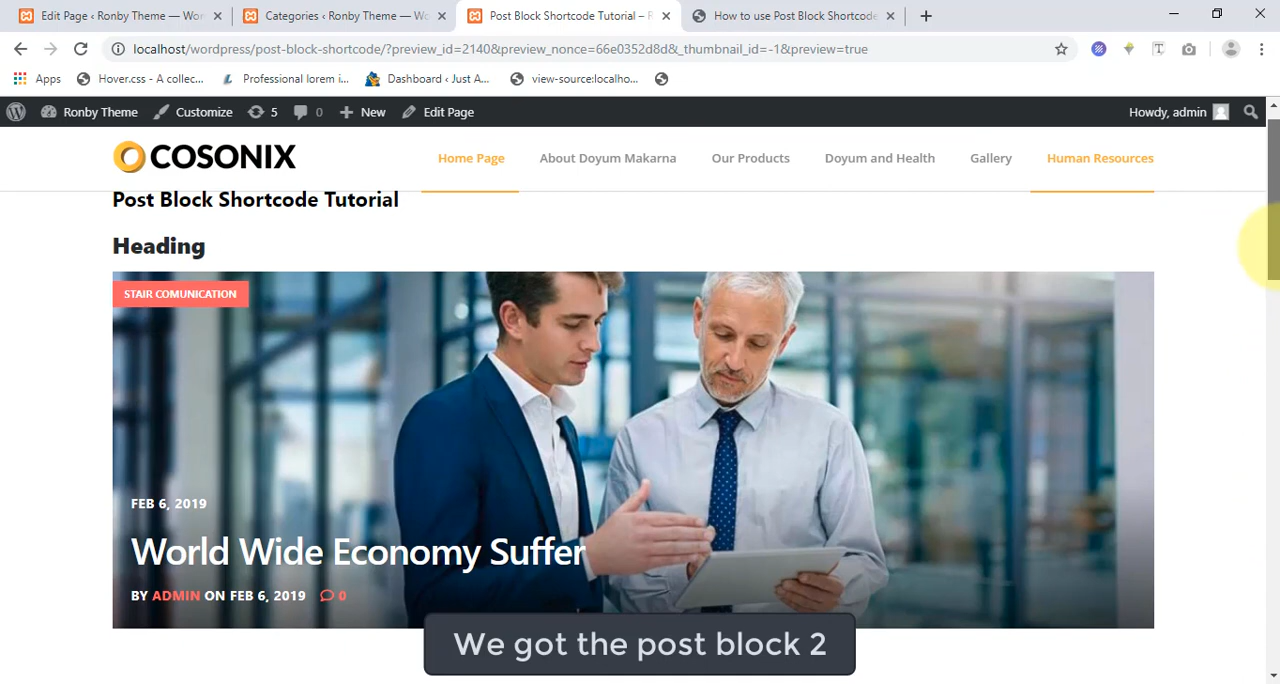 Edit Page ‹ Ronby Theme — Wor
Categories ‹ Ronby Theme — Wo
Post Block Shortcode Tutorial – R
How to use Post Block Shortcode
localhost/wordpress/post-block-shortcode/?preview_id=2140&preview_nonce=66e0352d8d&_thumbnail_id=-1&preview=true
Apps
Hover.css - A collec...
Professional lorem i...
Dashboard ‹ Just A...
view-source:localho...
Ronby Theme
Customize
5
0
New
Edit Page
Howdy, admin
COSONIX
Home Page
About Doyum Makarna
Our Products
Doyum and Health
Gallery
Human Resources
Post Block Shortcode Tutorial
Heading
STAIR COMUNICATION
FEB 6, 2019
World Wide Economy Suffer
BY ADMIN ON FEB 6, 2019 0
We got the post block 2